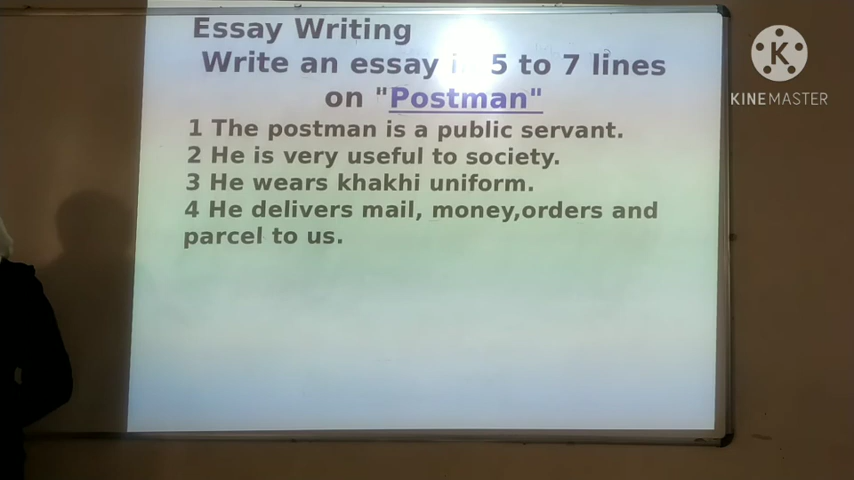 Essay Writing
Write an essay i 5 to 7 lines
on "Postman"
1 The postman is a public servant.
2 He is very useful to society.
3 He wears khakhi uniform.
4 He delivers mail, money,orders and
parcel to us.
K
KINEMASTER